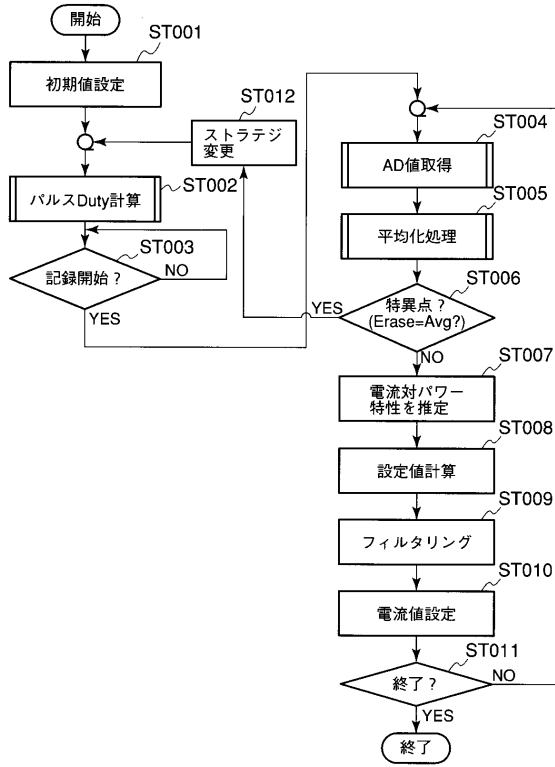 開始
ST001
初期値設定
ST012
ストラテジ
変更
ST002
パルスDuty計算
ST003
記録開始?
NO
YES
ST004
AD値取得
ST005
平均化処理
ST006
特異点?
(Erase=Avg?)
YES
NO
ST007
電流対パワー
特性を推定
ST008
設定値計算
ST009
フィルタリング
ST010
電流値設定
ST011
終了?
NO
YES
終了